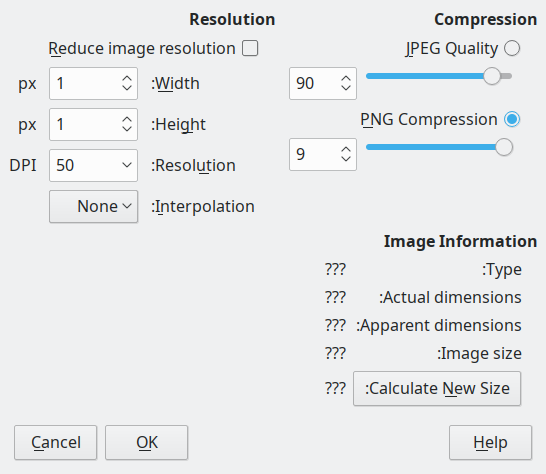 Compression
JPEG Quality
90
PNG Compression
9
Image Information
Type:
???
Actual dimensions:
???
Apparent dimensions:
???
Image size:
???
Calculate New Size:
???
Resolution
Reduce image resolution
Width:
1
px
Height:
1
px
Resolution:
50
DPI
Interpolation:
None
Help
OK
Cancel